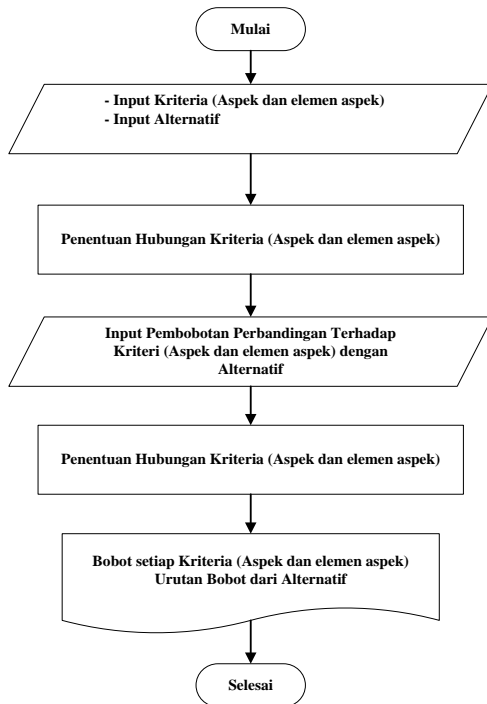 Mulai
- Input Kriteria (Aspek dan elemen aspek)
- Input Alternatif
Penentuan Hubungan Kriteria (Aspek dan elemen aspek)
Input Pembobotan Perbandingan Terhadap
Kriteri (Aspek dan elemen aspek) dengan
Alternatif
Penentuan Hubungan Kriteria (Aspek dan elemen aspek)
Bobot setiap Kriteria (Aspek dan elemen aspek)
Urutan Bobot dari Alternatif
Selesai